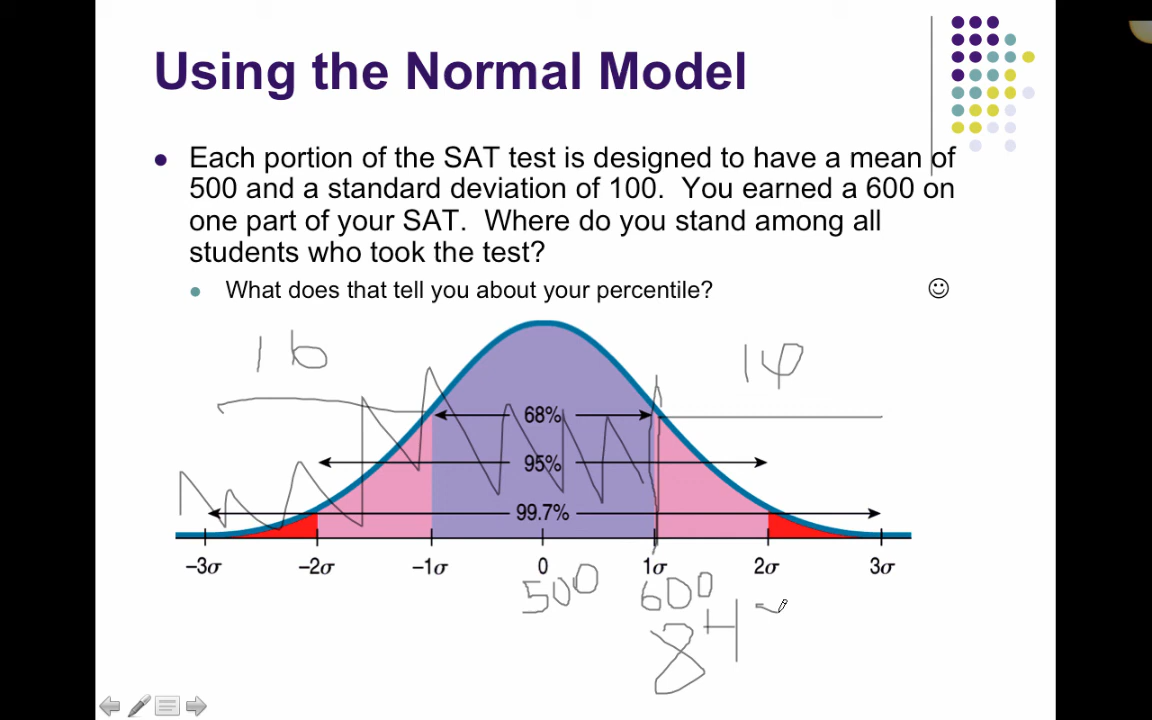 Using the Normal Model
Each portion of the SAT test is designed to have a mean of
500 and a standard deviation of 100.  You earned a 600 on
one part of your SAT.  Where do you stand among all
students who took the test?
What does that tell you about your percentile?
16
68%
95%
99.7%
-3σ -2σ -1σ 0 1σ 2σ 3σ
500 600
84